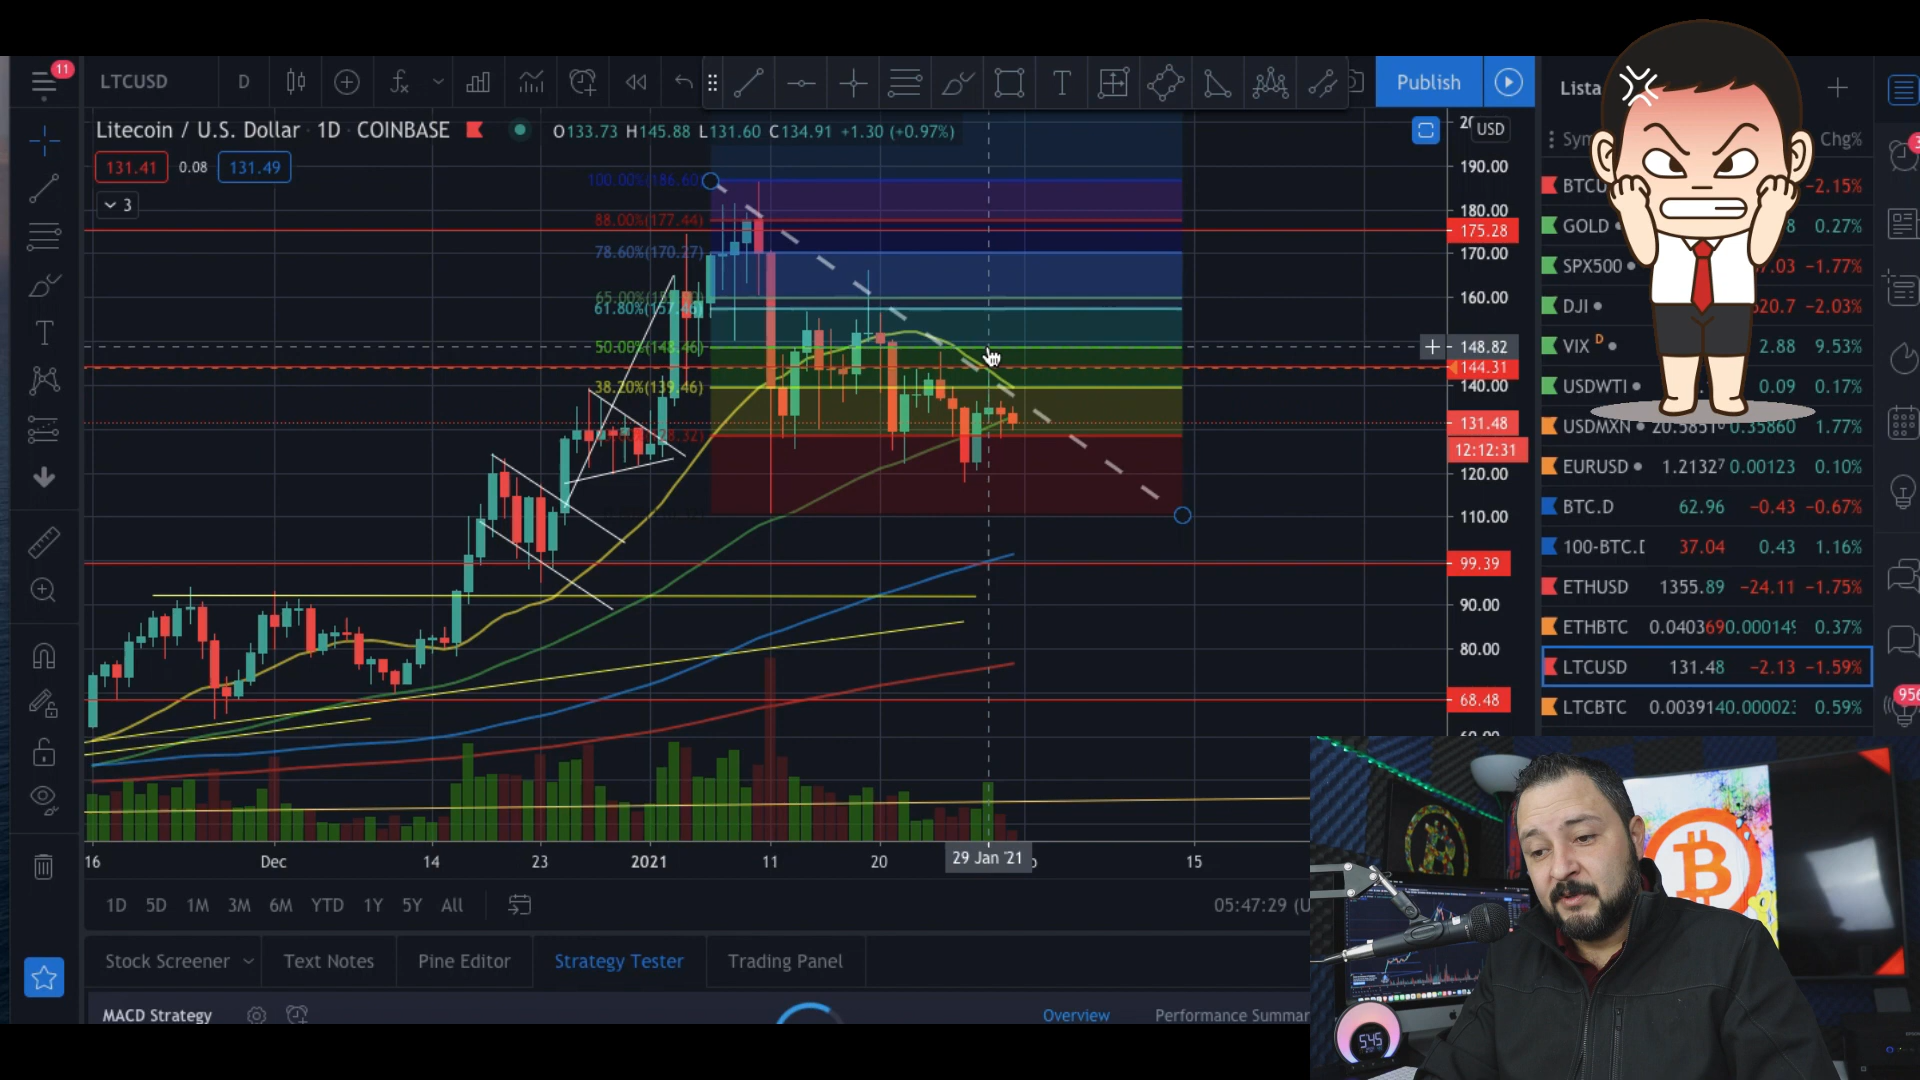 11
LTCUSD
D
Publish
Lista
Litecoin / U.S. Dollar · 1D · COINBASE
O133.73 H145.88 L131.60 C134.91 +1.30 (+0.97%)
USD
Chg%
131.41 0.08 131.49
3
100.00%(186.60)
88.00%(177.44)
78.60%(170.27)
61.80%(157.46)
50.00%(148.46)
38.20%(139.46)
190.00
180.00
175.28
170.00
160.00
148.82
144.31
140.00
131.48
12:12:31
120.00
110.00
99.39
90.00
80.00
68.48
−2.15%
GOLD 8 0.27%
SPX500 −1.77%
DJI −2.03%
VIX D 2.88 9.53%
USDWTI 0.09 0.17%
USDMXN 0.35860 1.77%
EURUSD 1.21327 0.00123 0.10%
BTC.D 62.96 −0.43 −0.67%
37.04 0.43 1.16%
ETHUSD 1355.89 −24.11 −1.75%
ETHBTC 0.37%
LTCUSD 131.48 −2.13 −1.59%
LTCBTC 0.59%
16 Dec 14 23 2021 11 20 29 Jan '21 15
1D 5D 1M 3M 6M YTD 1Y 5Y All
05:47:29
Stock Screener Text Notes Pine Editor Strategy Tester Trading Panel
MACD Strategy
Overview
545